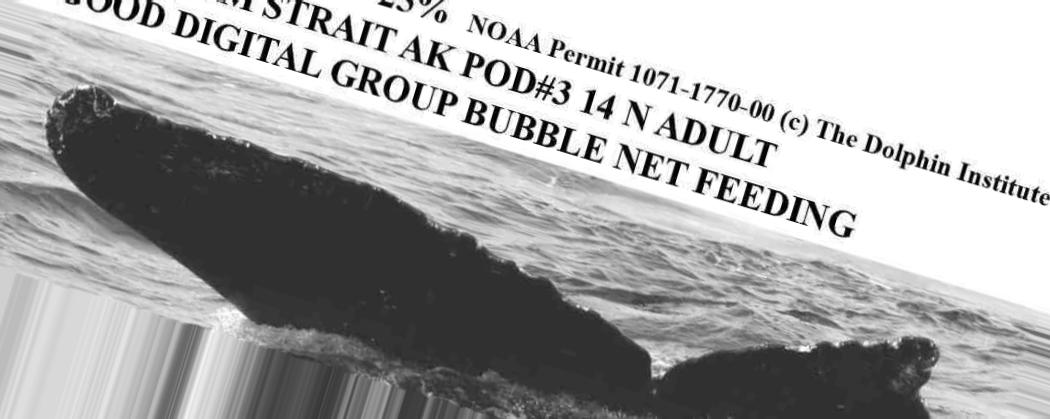 25% NOAA Permit 1071-1770-00 (c) The Dolphin Institute
STRAIT AK POD#3 14 N ADULT
DIGITAL GROUP BUBBLE NET FEEDING